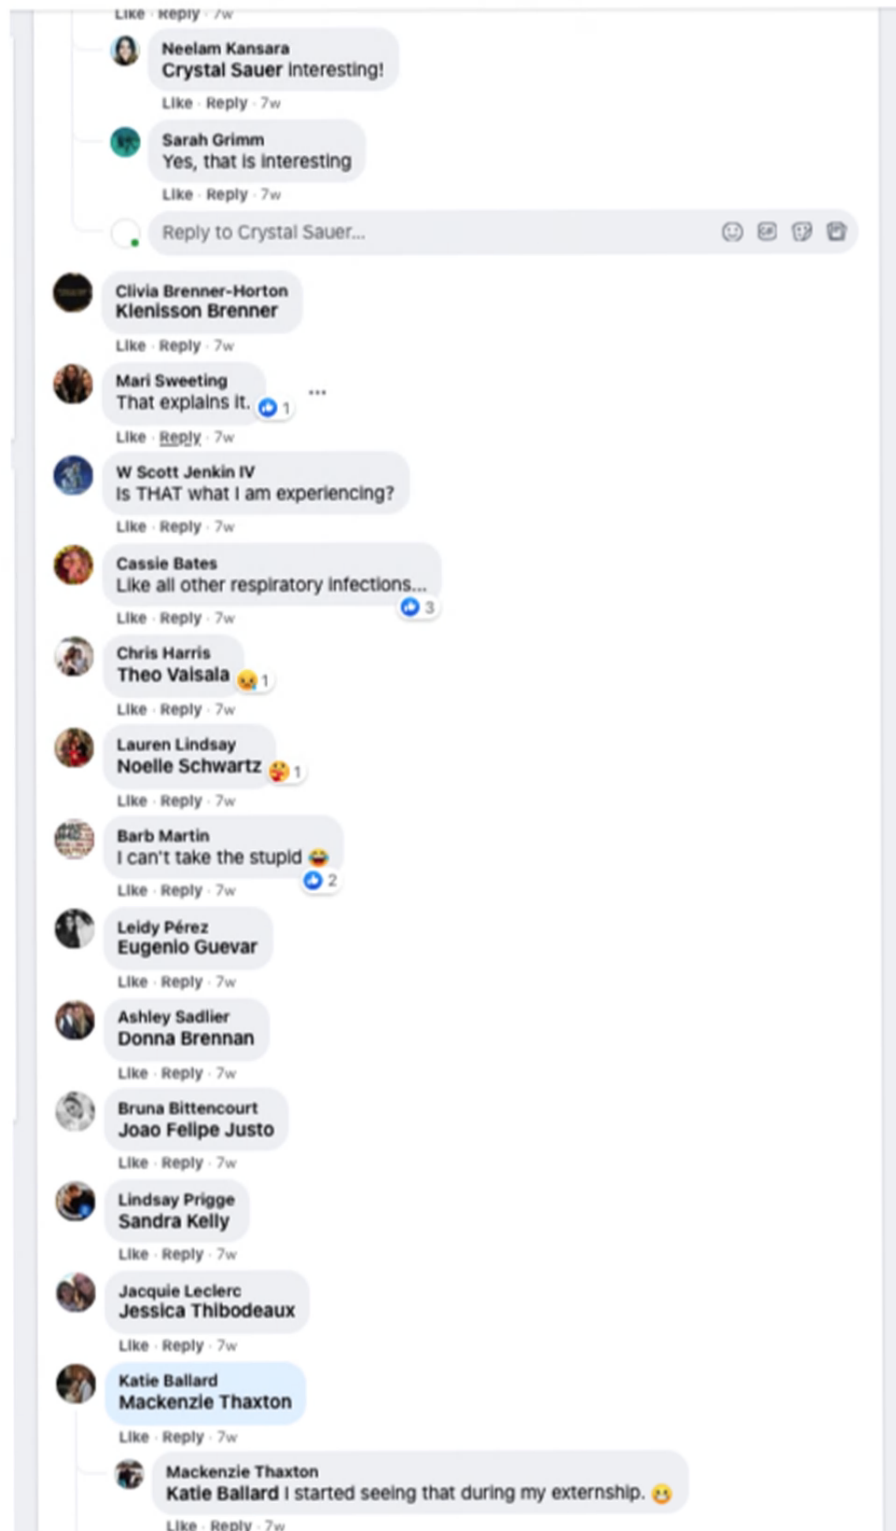 Like · Reply · 7w
Neelam Kansara
Crystal Sauer interesting!
Like · Reply · 7w
Sarah Grimm
Yes, that is interesting
Like · Reply · 7w
Reply to Crystal Sauer...
GIF
Clivia Brenner-Horton
Klenisson Brenner
Like · Reply · 7w
Mari Sweeting
That explains it.
1
...
Like · Reply · 7w
W Scott Jenkin IV
Is THAT what I am experiencing?
Like · Reply · 7w
Cassie Bates
Like all other respiratory infections...
3
Like · Reply · 7w
Chris Harris
Theo Vaisala
1
Like · Reply · 7w
Lauren Lindsay
Noelle Schwartz
1
Like · Reply · 7w
Barb Martin
I can't take the stupid 😂
2
Like · Reply · 7w
Leidy Pérez
Eugenio Guevar
Like · Reply · 7w
Ashley Sadlier
Donna Brennan
Like · Reply · 7w
Bruna Bittencourt
Joao Felipe Justo
Like · Reply · 7w
Lindsay Prigge
Sandra Kelly
Like · Reply · 7w
Jacquie Leclerc
Jessica Thibodeaux
Like · Reply · 7w
Katie Ballard
Mackenzie Thaxton
Like · Reply · 7w
Mackenzie Thaxton
Katie Ballard I started seeing that during my externship. 😬
Like · Reply · 7w